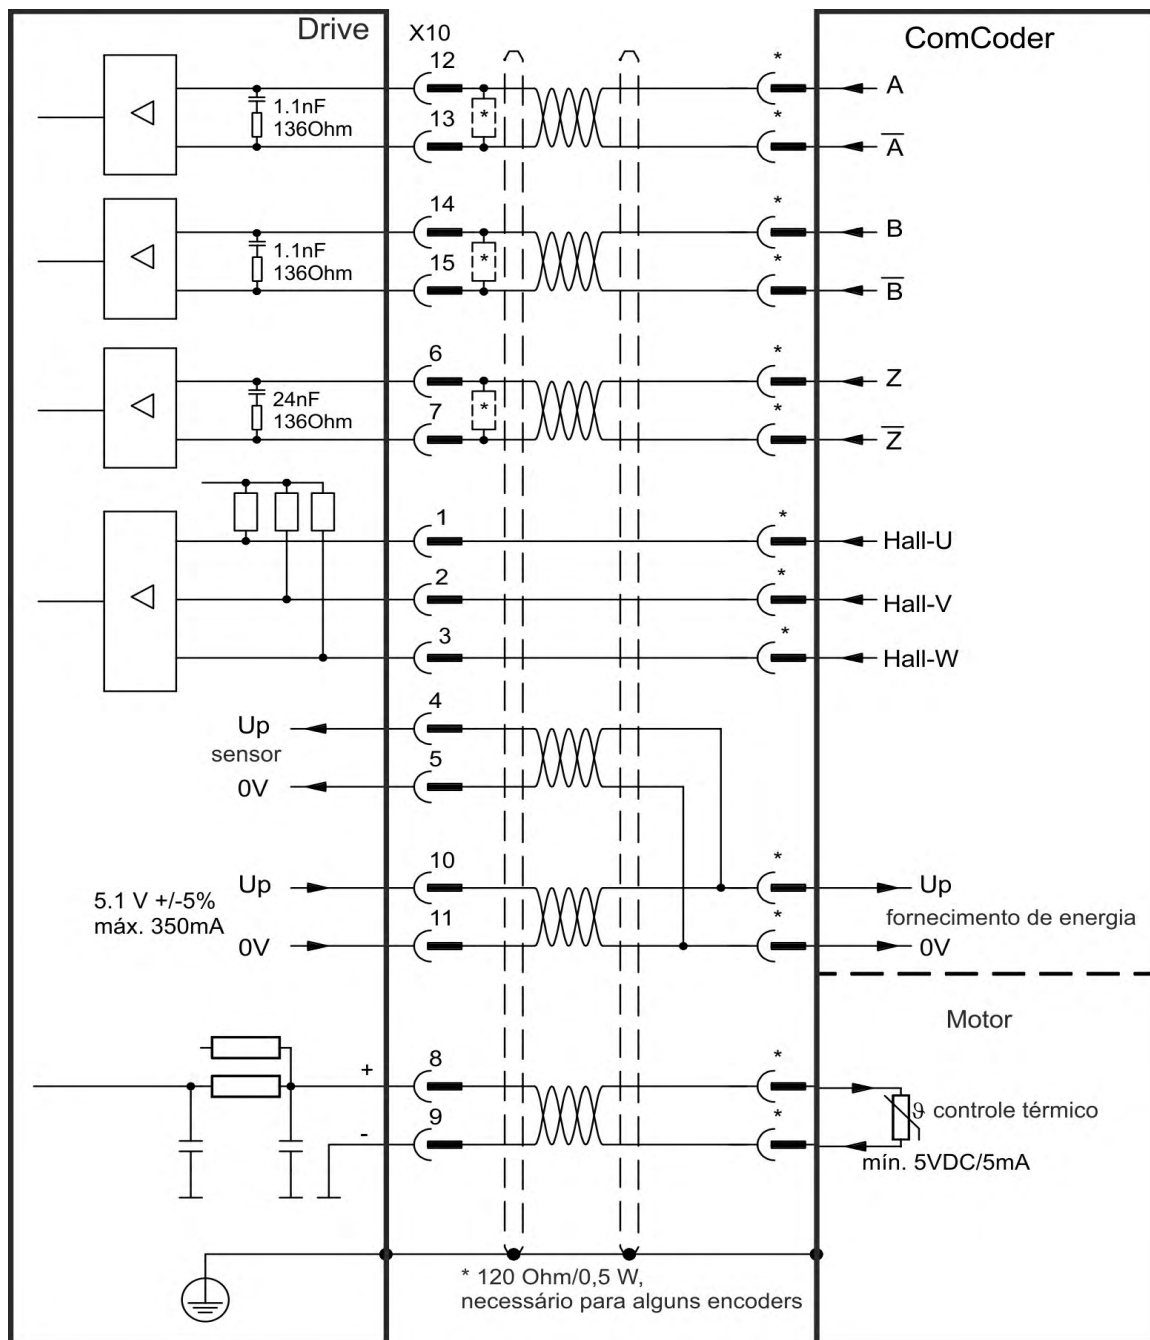 Drive
X10
ComCoder
12
*
A
1.1nF
136Ohm
*
13
*
A̅
14
*
B
1.1nF
136Ohm
*
15
*
B̅
6
*
Z
24nF
136Ohm
*
7
*
Z̅
1
*
Hall-U
2
*
Hall-V
3
*
Hall-W
Up
4
sensor
0V
5
5.1 V +/-5%
máx. 350mA
Up
10
*
Up
fornecimento de energia
0V
11
*
0V
Motor
+
8
*
ϑ controle térmico
-
9
*
mín. 5VDC/5mA
* 120 Ohm/0,5 W,
necessário para alguns encoders